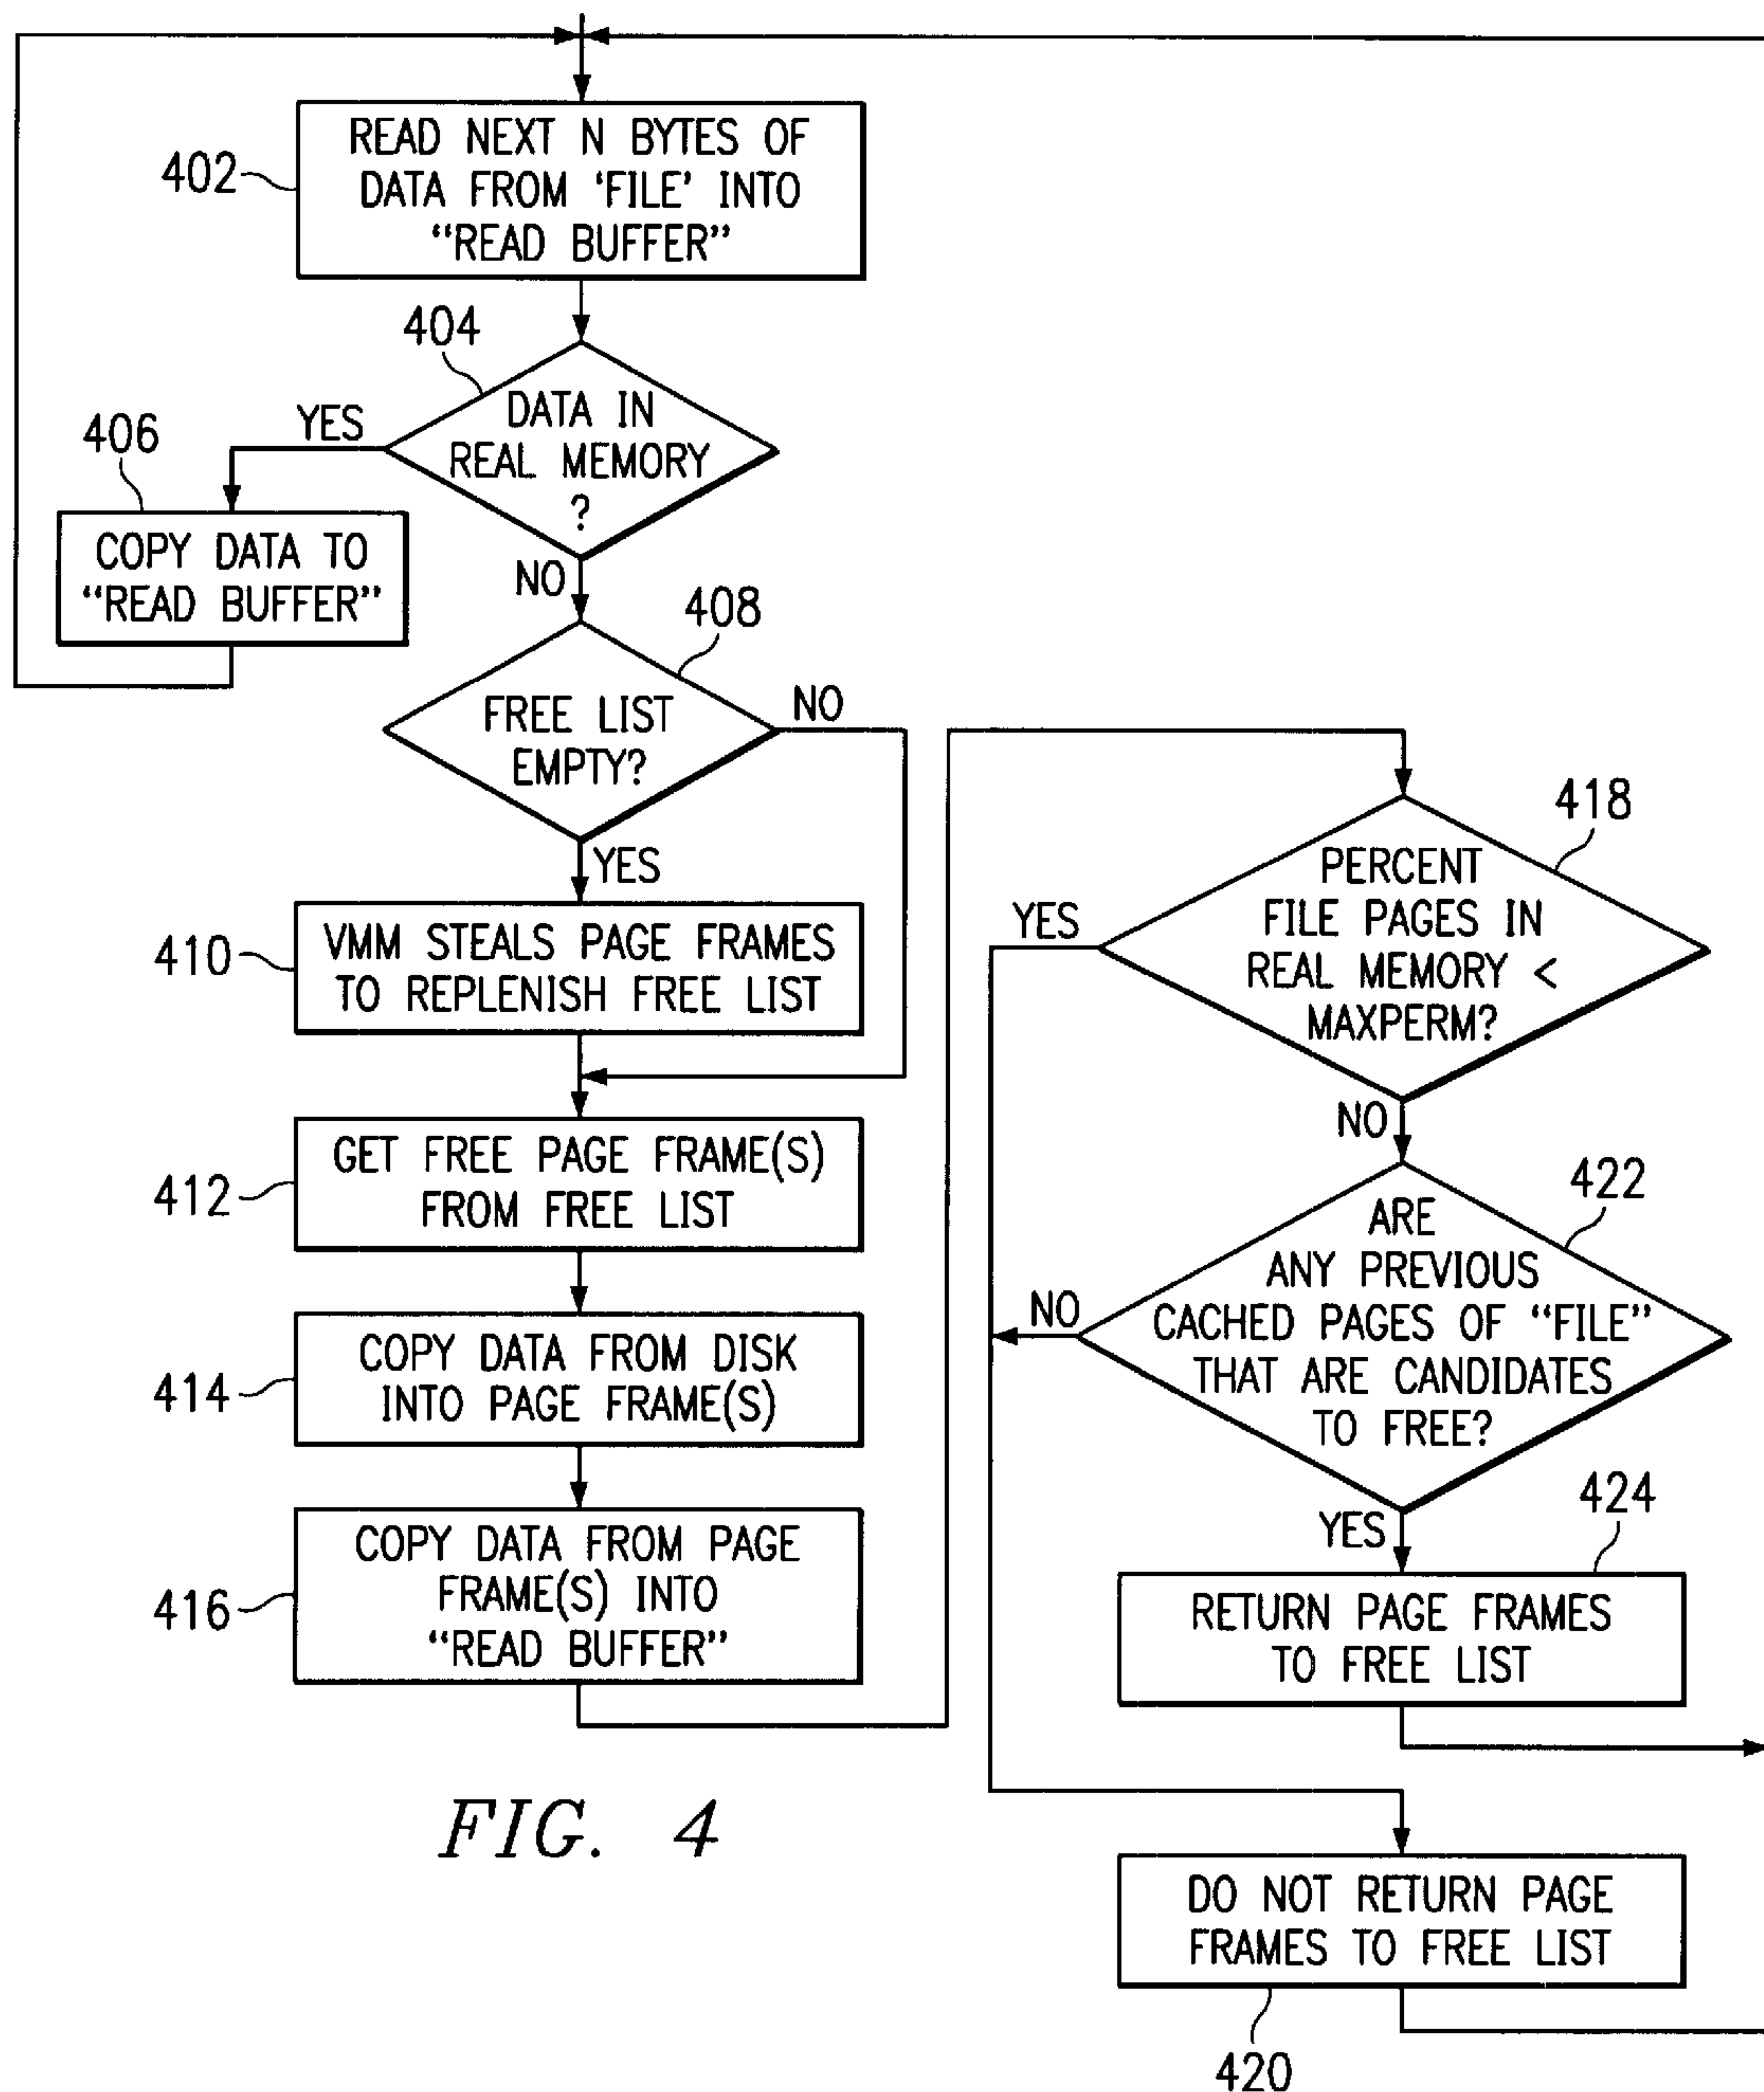 402
READ NEXT N BYTES OF
DATA FROM ‘FILE’ INTO
“READ BUFFER”
404
DATA IN
REAL MEMORY
?
YES
NO
406
COPY DATA TO
“READ BUFFER”
408
FREE LIST
EMPTY?
NO
YES
410
VMM STEALS PAGE FRAMES
TO REPLENISH FREE LIST
412
GET FREE PAGE FRAME(S)
FROM FREE LIST
414
COPY DATA FROM DISK
INTO PAGE FRAME(S)
416
COPY DATA FROM PAGE
FRAME(S) INTO
“READ BUFFER”
418
PERCENT
FILE PAGES IN
REAL MEMORY <
MAXPERM?
YES
NO
422
ARE
ANY PREVIOUS
CACHED PAGES OF “FILE”
THAT ARE CANDIDATES
TO FREE?
NO
YES
424
RETURN PAGE FRAMES
TO FREE LIST
DO NOT RETURN PAGE
FRAMES TO FREE LIST
420
FIG. 4